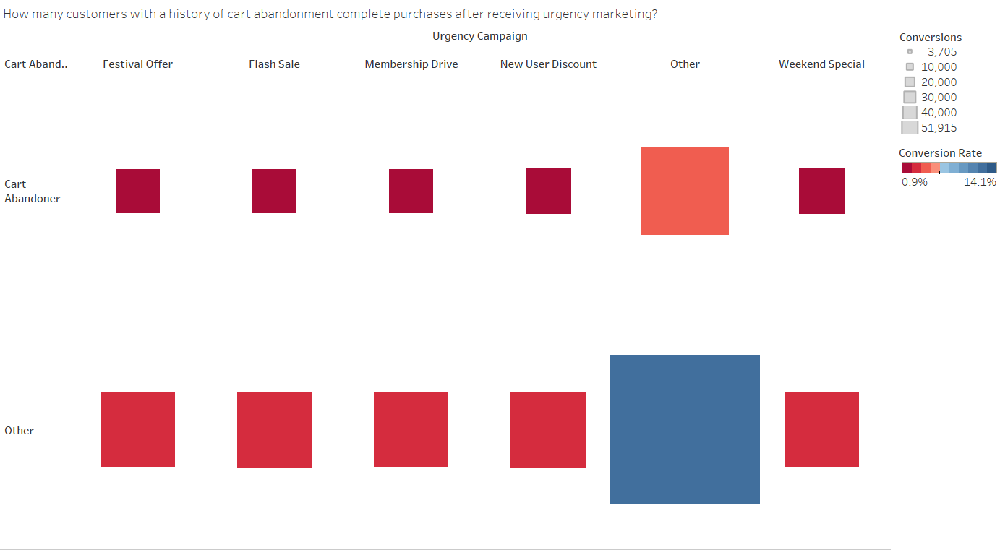 How many customers with a history of cart abandonment complete purchases after receiving urgency marketing?
Urgency Campaign
Cart Aband.. Festival Offer Flash Sale Membership Drive New User Discount Other Weekend Special
Cart
Abandoner
Other
Conversions
3,705
10,000
20,000
30,000
40,000
51,915
Conversion Rate
0.9% 14.1%